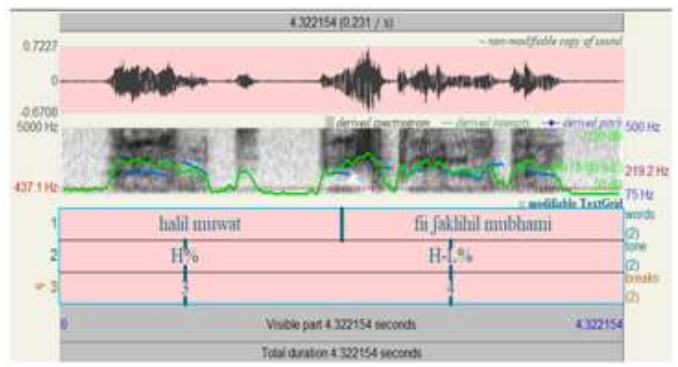 4.322154 (0.231 / s)
0.7227
~ non-modifiable copy of sound
0
-0.6700
5000 Hz
derived spectrogram
derived intensity
derived pitch
500 Hz
437.1 Hz
219.2 Hz
75 Hz
modifiable TextGrid
1 halil muwat fii ʃaklihil mubhami words (2)
2 H% H-L% tone (2)
3 3 4 breaks (2)
0 Visible part 4.322154 seconds 4.322154
Total duration 4.322154 seconds